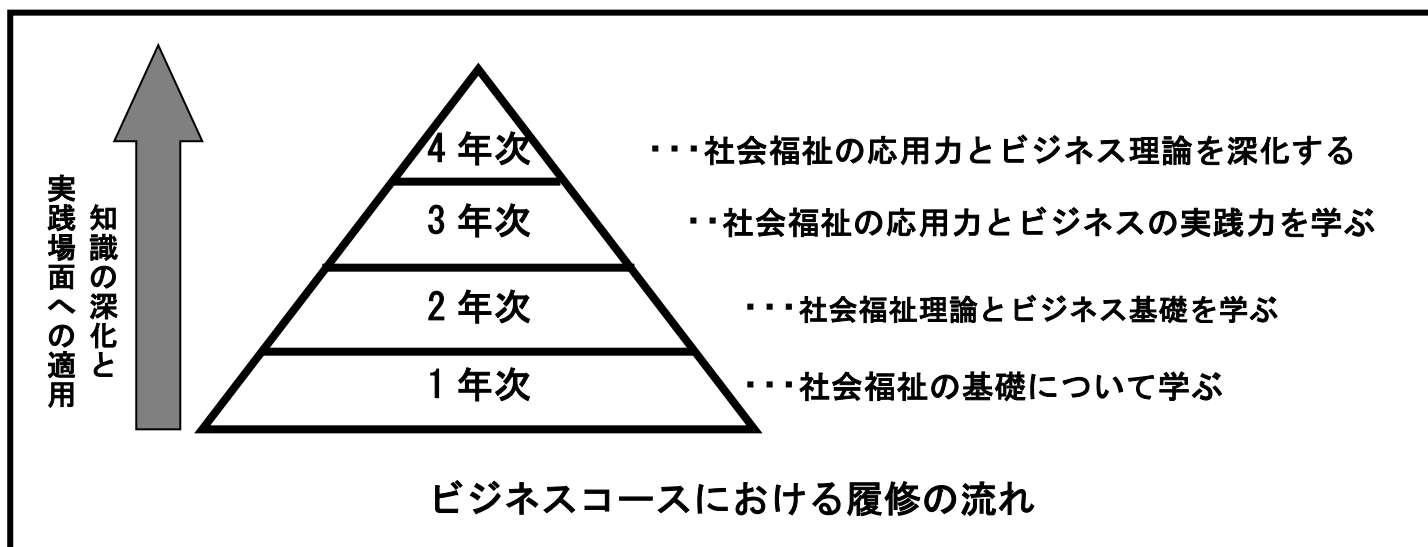 知識の深化と
実践場面への適用
4年次
・・・社会福祉の応用力とビジネス理論を深化する
3年次
・・社会福祉の応用力とビジネスの実践力を学ぶ
2年次
・・・社会福祉理論とビジネス基礎を学ぶ
1年次
・・・社会福祉の基礎について学ぶ
ビジネスコースにおける履修の流れ